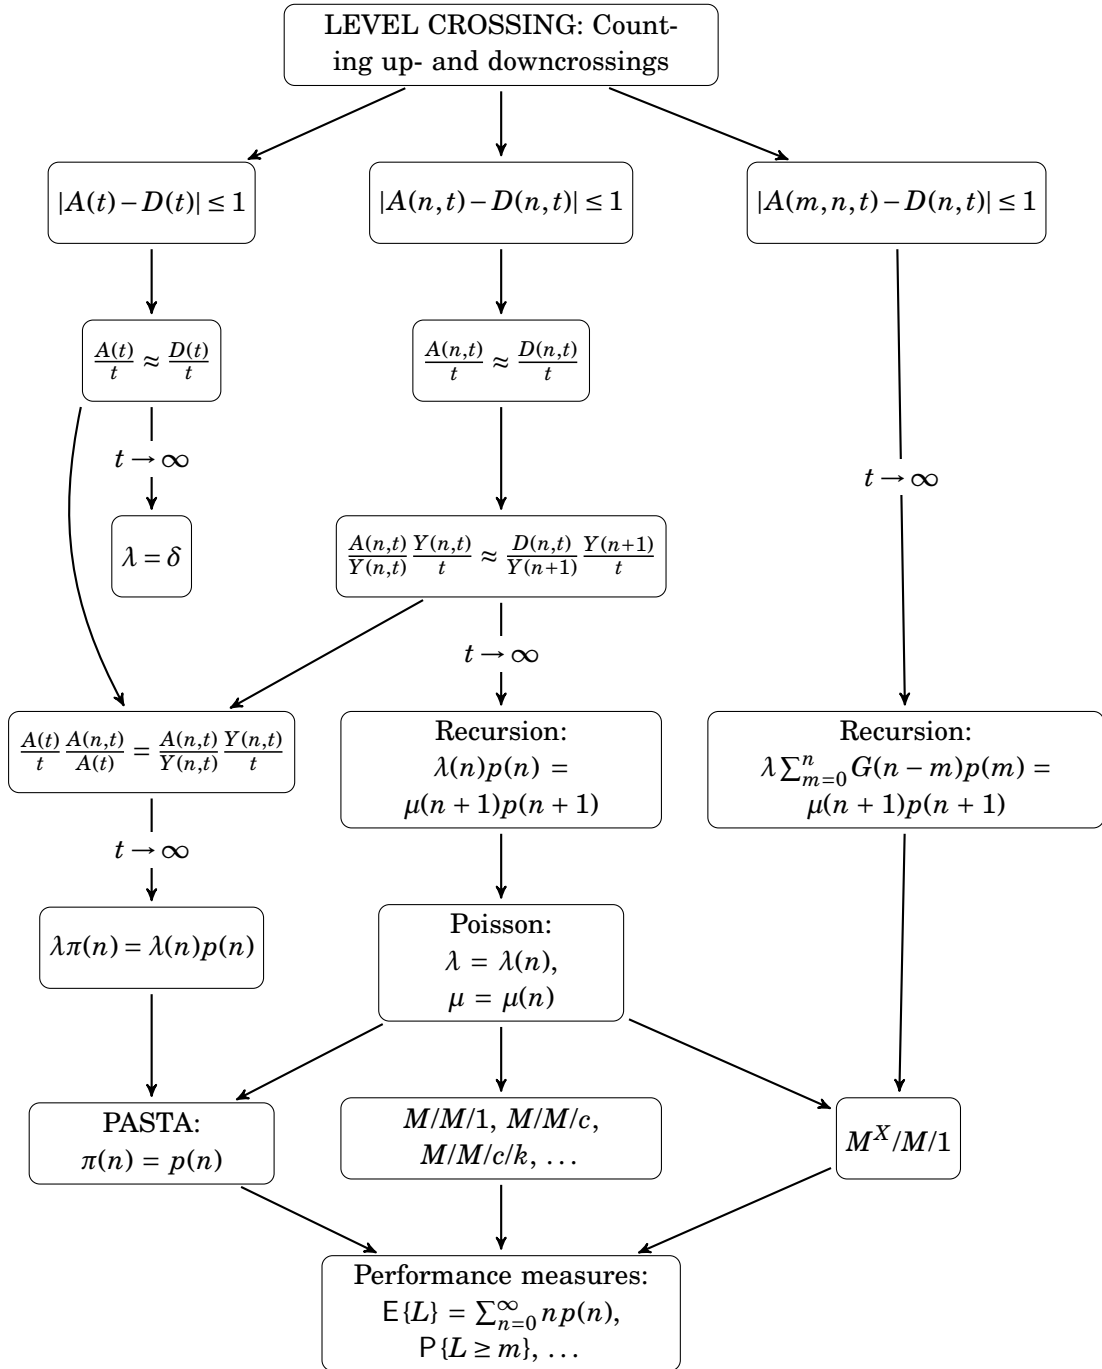 LEVEL CROSSING: Count-
ing up- and downcrossings
|A(t) − D(t)| ≤ 1
|A(n, t) − D(n, t)| ≤ 1
|A(m, n, t) − D(n, t)| ≤ 1
A(t)/t ≈ D(t)/t
A(n,t)/t ≈ D(n,t)/t
t → ∞
t → ∞
λ = δ
A(n,t)/Y(n,t) Y(n,t)/t ≈ D(n,t)/Y(n+1) Y(n+1)/t
t → ∞
A(t)/t A(n,t)/A(t) = A(n,t)/Y(n,t) Y(n,t)/t
Recursion:
λ(n)p(n) =
μ(n + 1)p(n + 1)
Recursion:
λ∑_{m=0}^{n} G(n − m)p(m) =
μ(n + 1)p(n + 1)
t → ∞
λπ(n) = λ(n)p(n)
Poisson:
λ = λ(n),
μ = μ(n)
PASTA:
π(n) = p(n)
M/M/1, M/M/c,
M/M/c/k, ...
M^X/M/1
Performance measures:
E{L} = ∑_{n=0}^{∞} np(n),
P{L ≥ m}, ...